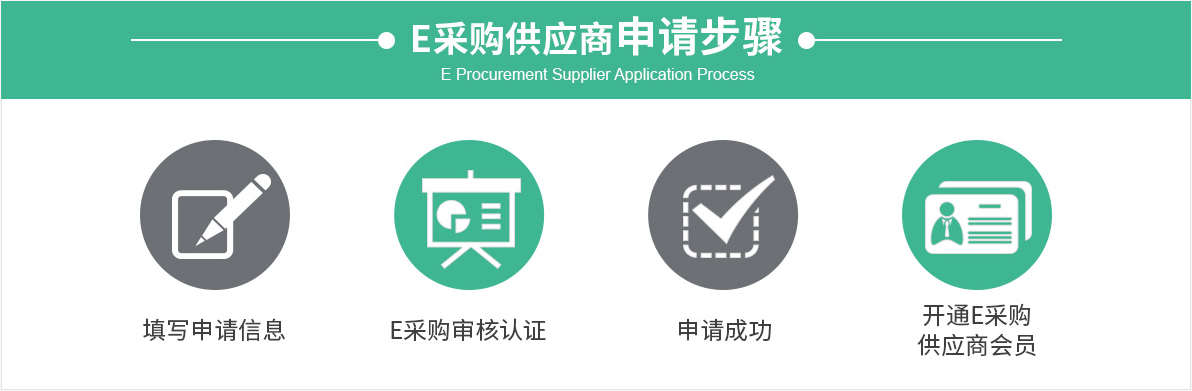 E采购供应商申请步骤
E Procurement Supplier Application Process
填写申请信息
E采购审核认证
申请成功
开通E采购
供应商会员